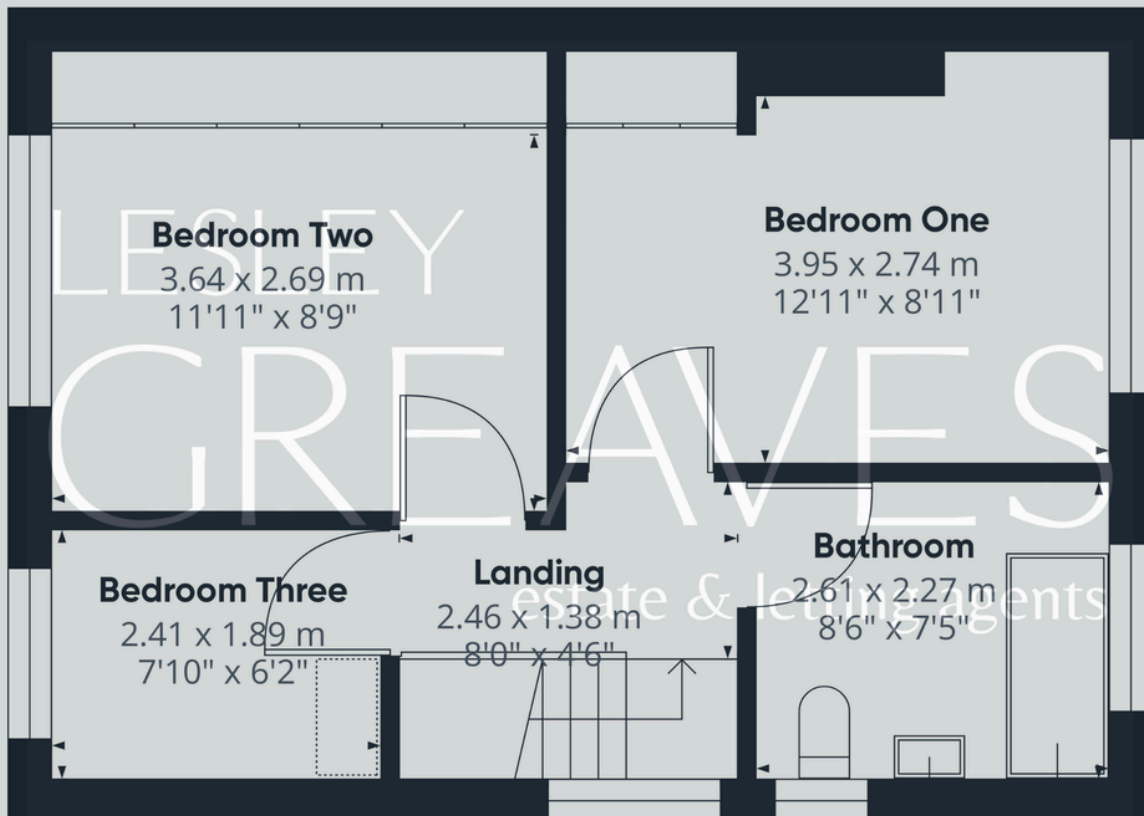 Bedroom Two
3.64 x 2.69 m
11'11" x 8'9"
Bedroom One
3.95 x 2.74 m
12'11" x 8'11"
LESLEY
GREAVES
estate & letting agents
Bedroom Three
2.41 x 1.89 m
7'10" x 6'2"
Landing
2.46 x 1.38 m
8'0" x 4'6"
Bathroom
2.61 x 2.27 m
8'6" x 7'5"